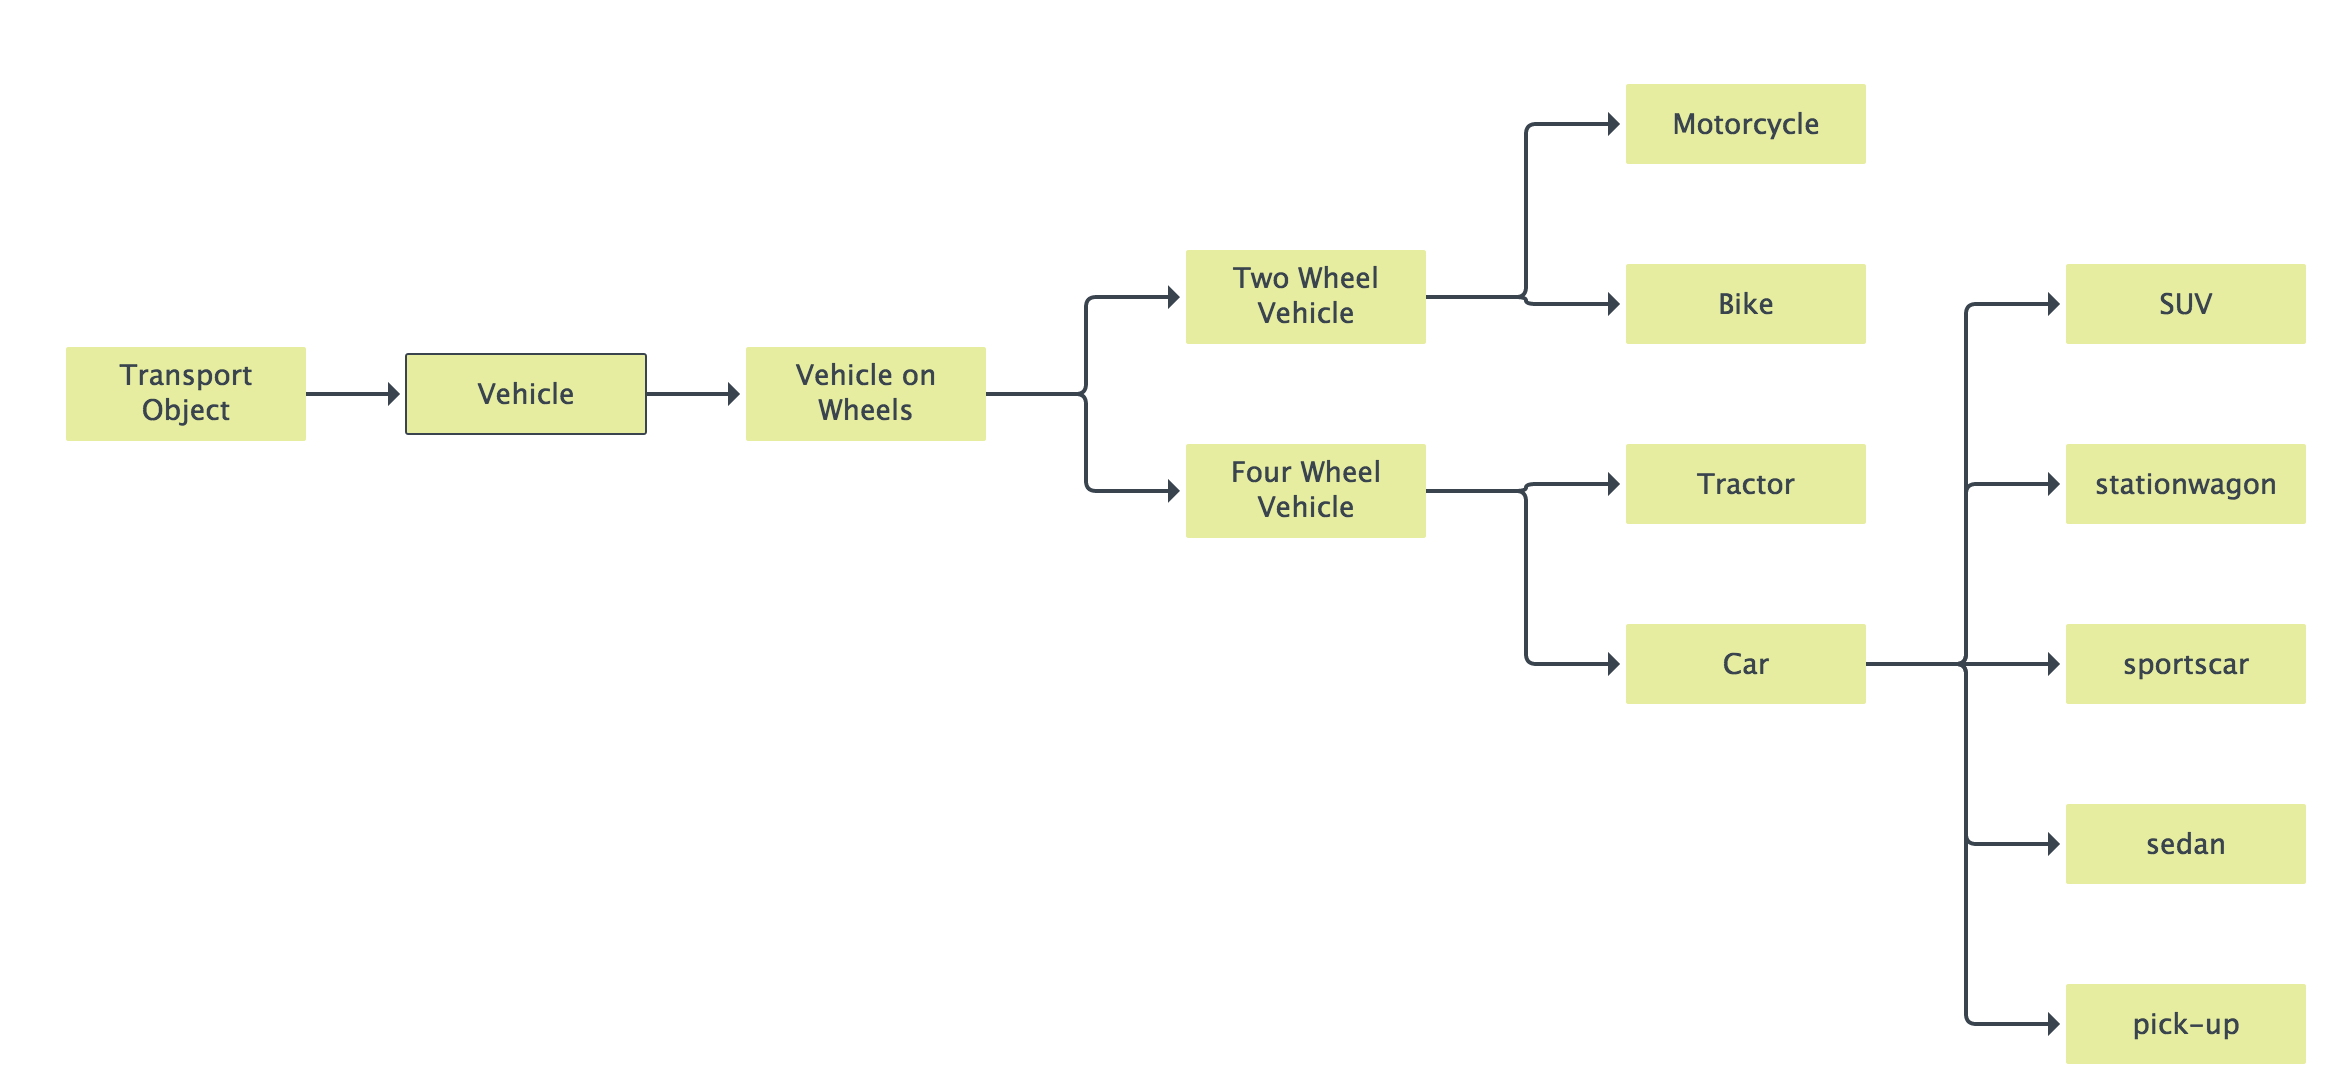 Transport
Object
Vehicle
Vehicle on
Wheels
Two Wheel
Vehicle
Four Wheel
Vehicle
Motorcycle
Bike
Tractor
Car
SUV
stationwagon
sportscar
sedan
pick-up